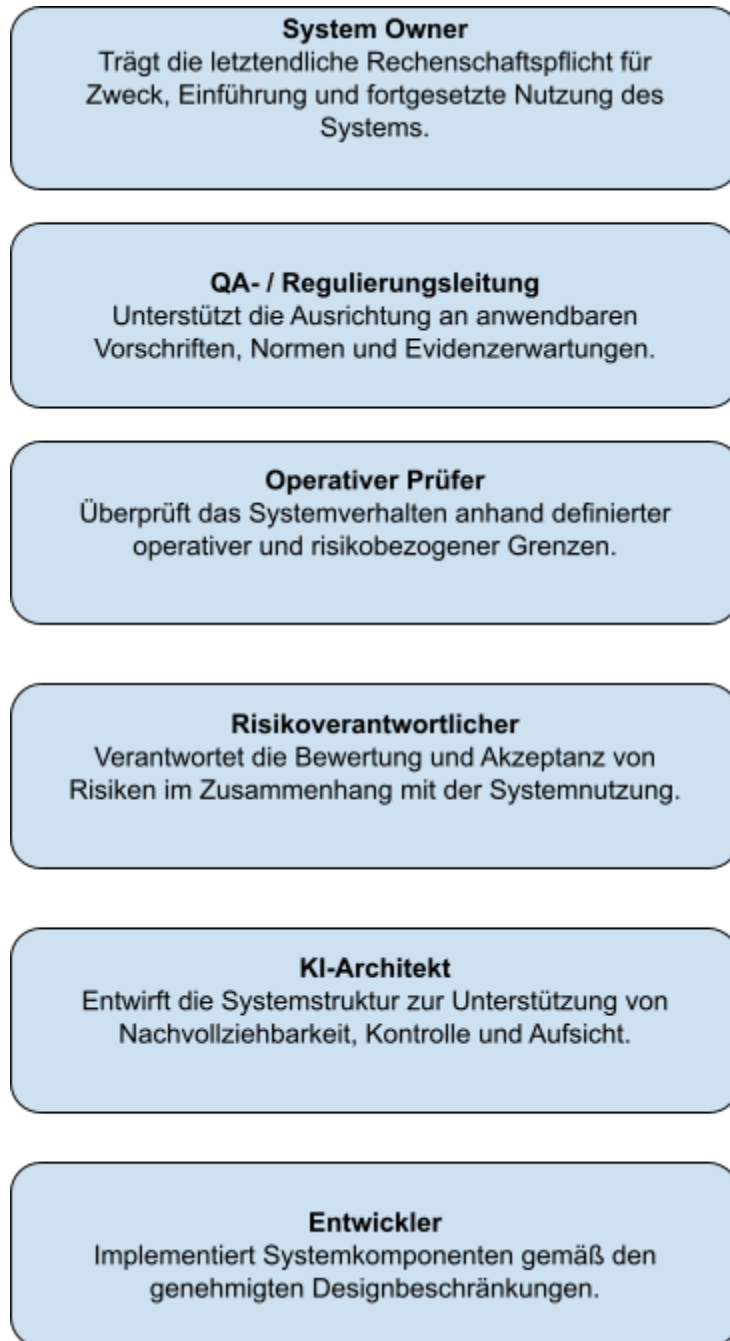 System Owner
Trägt die letztendliche Rechenschaftspflicht für
Zweck, Einführung und fortgesetzte Nutzung des
Systems.
QA- / Regulierungsleitung
Unterstützt die Ausrichtung an anwendbaren
Vorschriften, Normen und Evidenzerwartungen.
Operativer Prüfer
Überprüft das Systemverhalten anhand definierter
operativer und risikobezogener Grenzen.
Risikoverantwortlicher
Verantwortet die Bewertung und Akzeptanz von
Risiken im Zusammenhang mit der Systemnutzung.
KI-Architekt
Entwirft die Systemstruktur zur Unterstützung von
Nachvollziehbarkeit, Kontrolle und Aufsicht.
Entwickler
Implementiert Systemkomponenten gemäß den
genehmigten Designbeschränkungen.